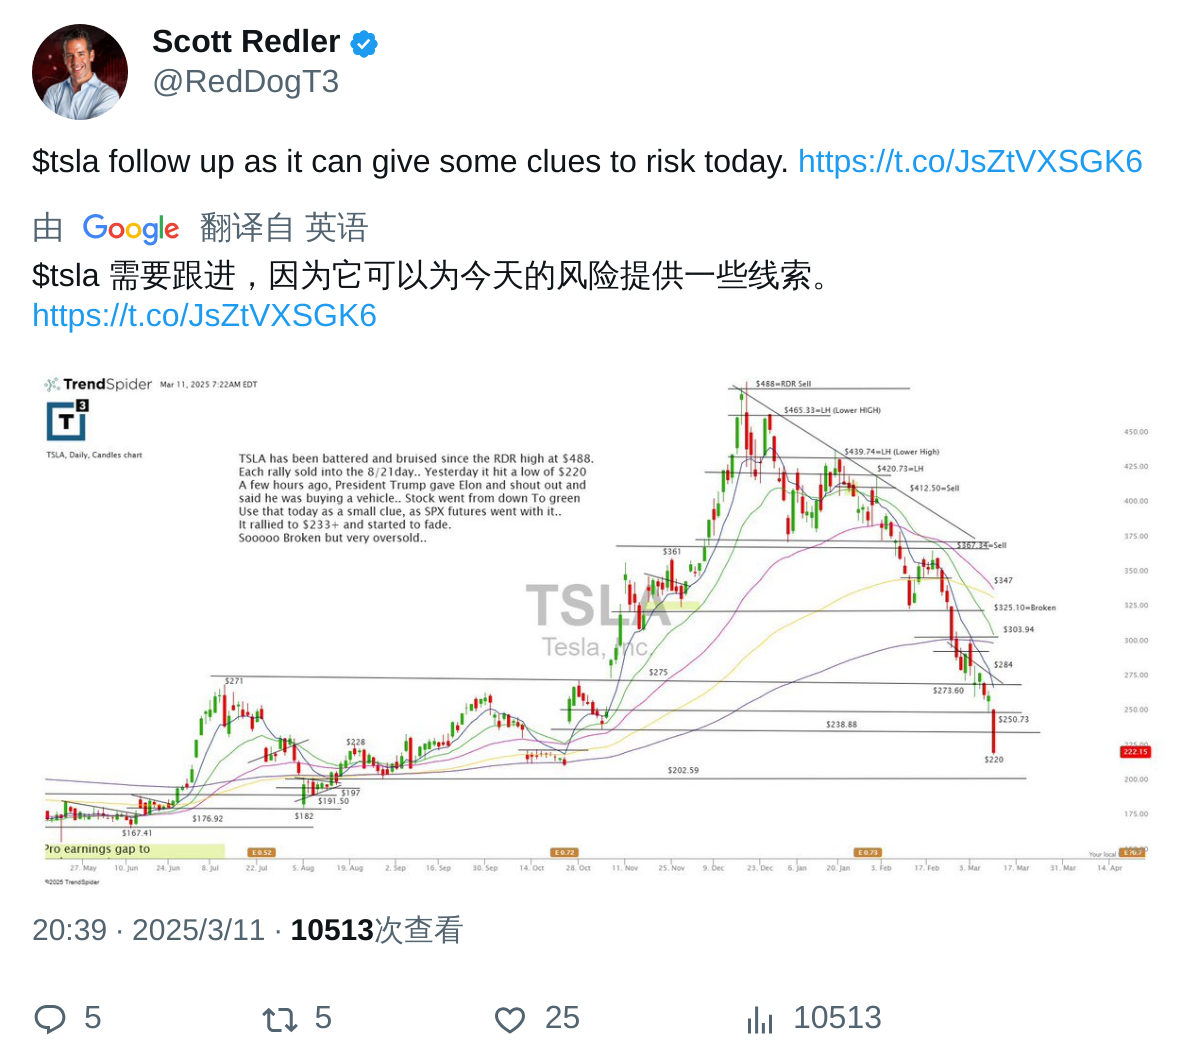 Scott Redler
@RedDogT3
$tsla follow up as it can give some clues to risk today. https://t.co/JsZtVXSGK6
由 Google 翻译自 英语
$tsla 需要跟进，因为它可以为今天的风险提供一些线索。
https://t.co/JsZtVXSGK6
TrendSpider Mar 11, 2025 7:22AM EDT
T3
TSLA, Daily, Candles chart
TSLA has been battered and bruised since the RDR high at $488.
Each rally sold into the 8/21day.. Yesterday it hit a low of $220
A few hours ago, President Trump gave Elon and shout out and
said he was buying a vehicle.. Stock went from down To green
Use that today as a small clue, as SPX futures went with it..
It rallied to $233+ and started to fade.
Sooooo Broken but very oversold..
$488=RDR Sell
$465.33=LH (Lower HIGH)
$439.74=LH (Lower High)
$420.73=LH
$412.50=Sell
$367.34=Sell
$361
$347
$325.10=Broken
$303.94
$284
$275
$273.60
$271
$250.73
$238.88
$228
$220
$202.59
$197
$191.50
$182
$176.92
$167.41
TSLA
Tesla, Inc.
450.00
425.00
400.00
375.00
350.00
325.00
300.00
275.00
250.00
222.15
200.00
175.00
Pro earnings gap to
E 0.52
E 0.72
E 0.73
Your local
27. May
10. Jun
24. Jun
8. Jul
22. Jul
5. Aug
19. Aug
2. Sep
16. Sep
30. Sep
14. Oct
28. Oct
11. Nov
25. Nov
9. Dec
23. Dec
6. Jan
20. Jan
3. Feb
17. Feb
3. Mar
17. Mar
31. Mar
14. Apr
©2025 TrendSpider
20:39 · 2025/3/11 · 10513次查看
5
5
25
10513